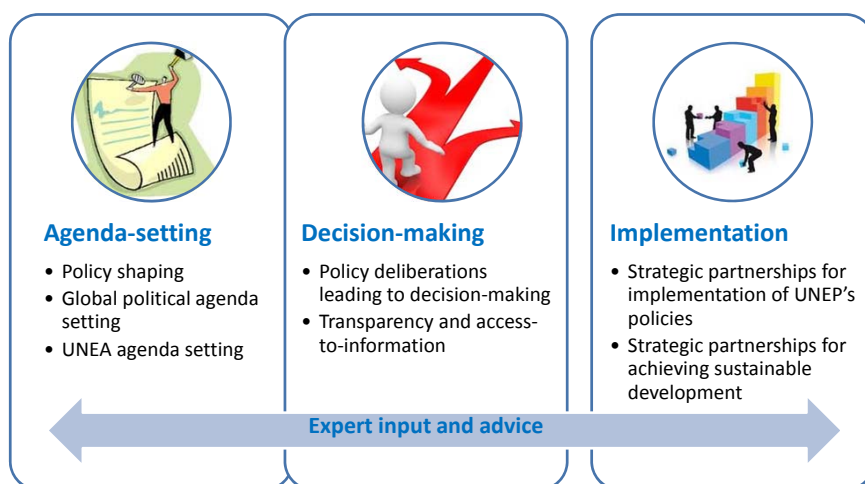 Agenda-setting
• Policy shaping
• Global political agenda
setting
• UNEA agenda setting
Decision-making
• Policy deliberations
leading to decision-making
• Transparency and access-
to-information
Implementation
• Strategic partnerships for
implementation of UNEP’s
policies
• Strategic partnerships for
achieving sustainable
development
Expert input and advice